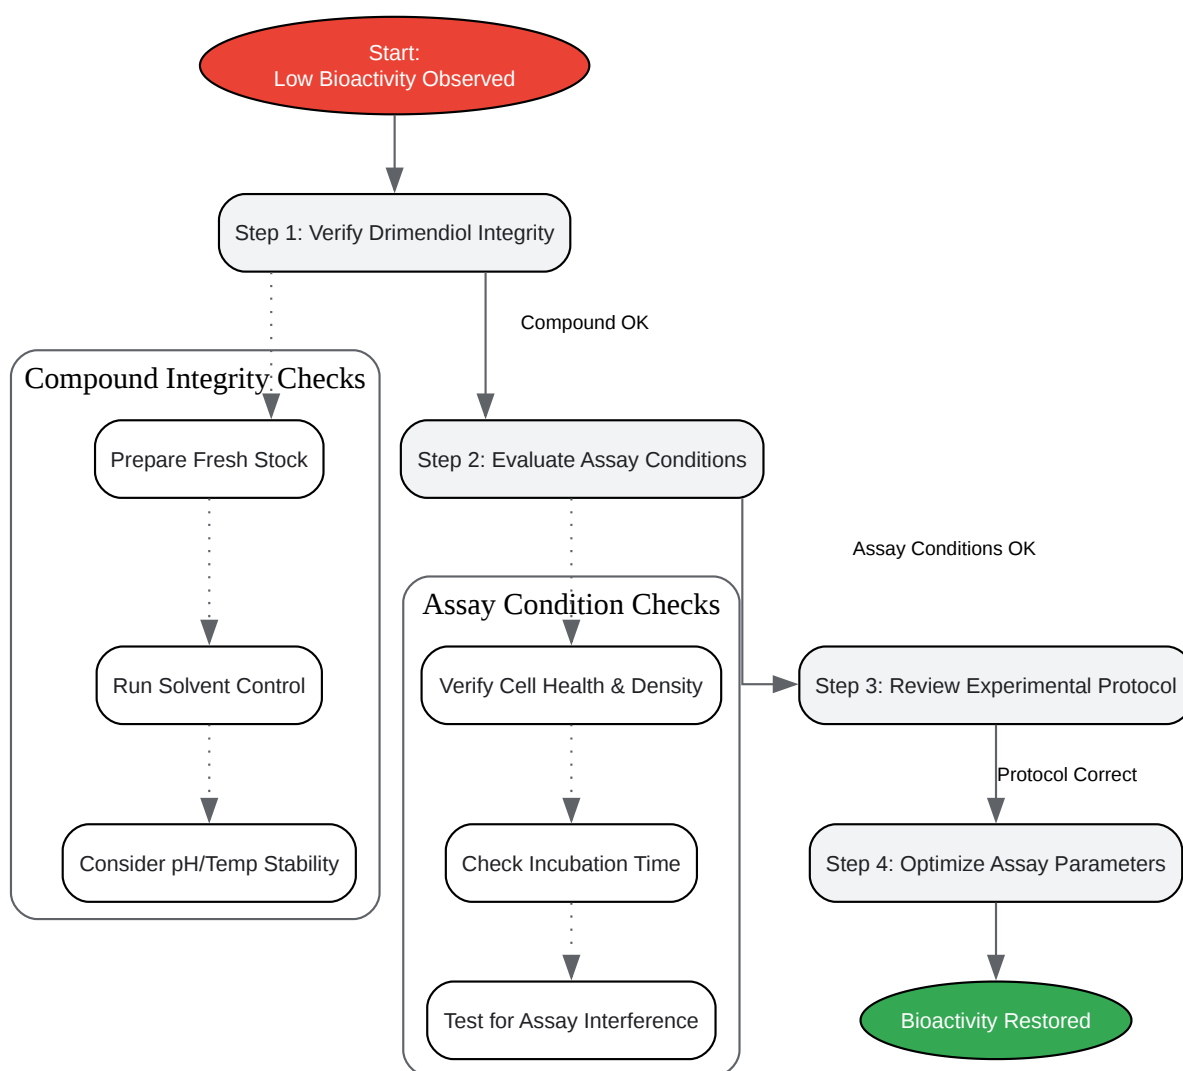 Start:
Low Bioactivity Observed
Step 1: Verify Drimendiol Integrity
Compound OK
Compound Integrity Checks
Prepare Fresh Stock
Step 2: Evaluate Assay Conditions
Assay Conditions OK
Assay Condition Checks
Run Solvent Control
Verify Cell Health & Density
Step 3: Review Experimental Protocol
Protocol Correct
Consider pH/Temp Stability
Check Incubation Time
Step 4: Optimize Assay Parameters
Test for Assay Interference
Bioactivity Restored